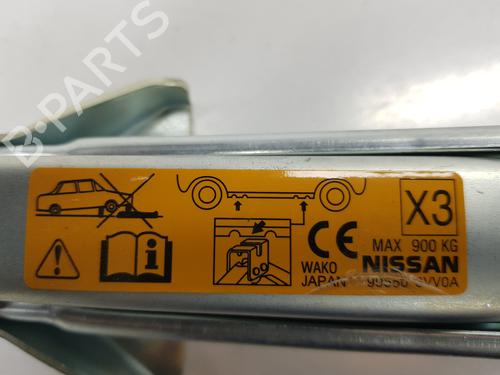 B-PARTS
X3
MAX 900 KG
CE
WAKO NISSAN
JAPAN